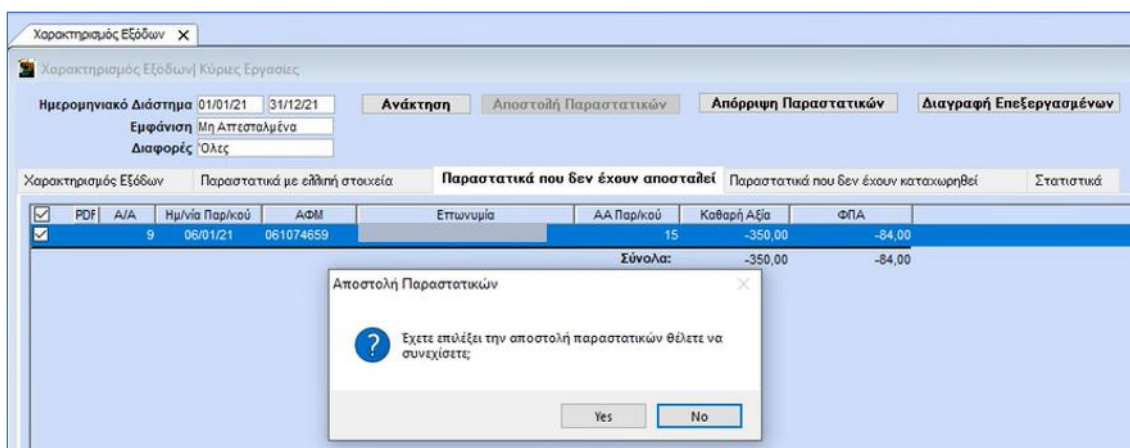 Χαρακτηρισμός Εξόδων X
Χαρακτηρισμός Εξόδων| Κύριες Εργασίες
Ημερομηνιακό Διάστημα 01/01/21 31/12/21 Ανάκτηση Αποστολή Παραστατικών Απόρριψη Παραστατικών Διαγραφή Επεξεργασμένων
Εμφάνιση Μη Απεσταλμένα
Διαφορές Όλες
Χαρακτηρισμός Εξόδων Παραστατικά με ελλιπή στοιχεία Παραστατικά που δεν έχουν αποσταλεί Παραστατικά που δεν έχουν καταχωρηθεί Στατιστικά
PDF Α/Α Ημ/νία Παρ/κού ΑΦΜ Επωνυμία ΑΑ Παρ/κού Καθαρή Αξία ΦΠΑ
9 06/01/21 061074659 15 -350,00 -84,00
Σύνολα: -350,00 -84,00
Αποστολή Παραστατικών
Έχετε επιλέξει την αποστολή παραστατικών θέλετε να
συνεχίσετε;
Yes No